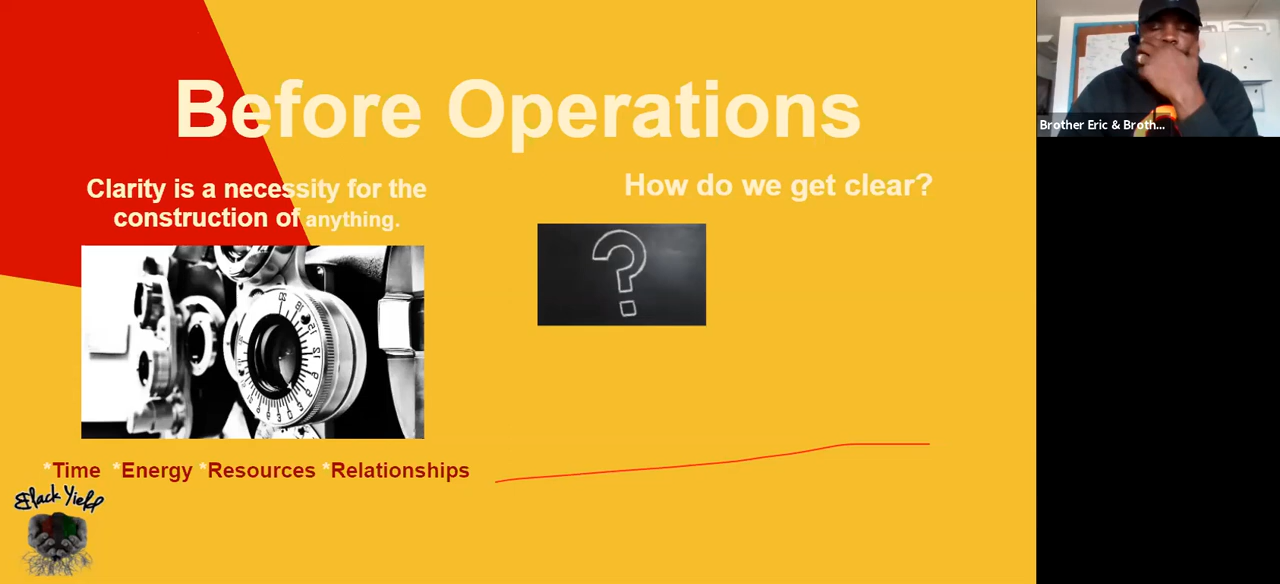 Before Operations
Clarity is a necessity for the
construction of anything.
How do we get clear?
?
*Time *Energy *Resources *Relationships
Black Yield
Brother Eric & Broth...